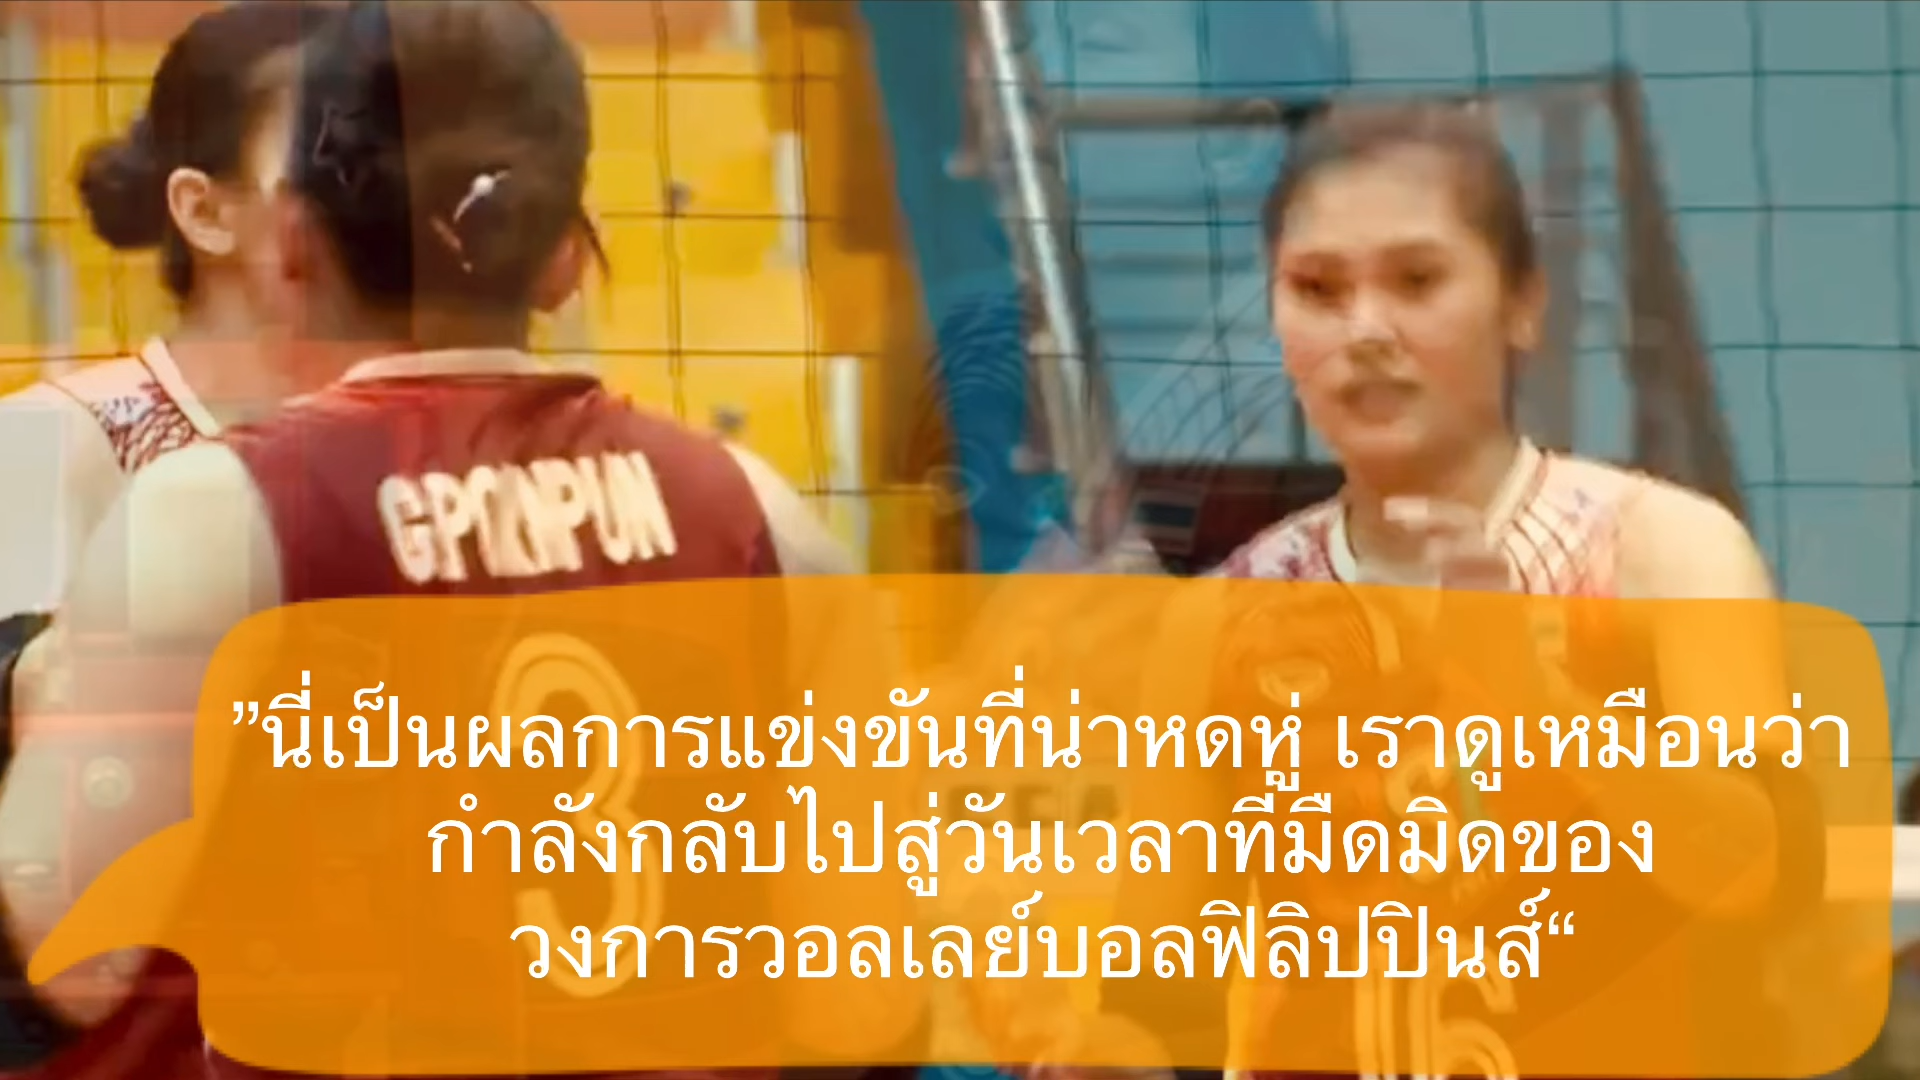 G.PORNPUN
3
”นี่เป็นผลการแข่งขันที่น่าหดหู่ เราดูเหมือนว่า
กำลังกลับไปสู่วันเวลาที่มืดมิดของ
วงการวอลเลย์บอลฟิลิปปินส์“
16